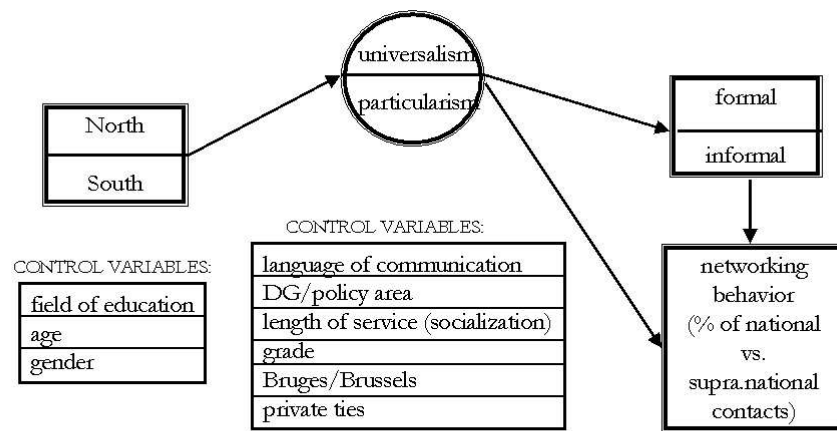 universalism
particularism
North
South
formal
informal
CONTROL VARIABLES:
field of education
age
gender
CONTROL VARIABLES:
language of communication
DG/policy area
length of service (socialization)
grade
Bruges/Brussels
private ties
networking
behavior
(% of national
vs.
supra.national
contacts)